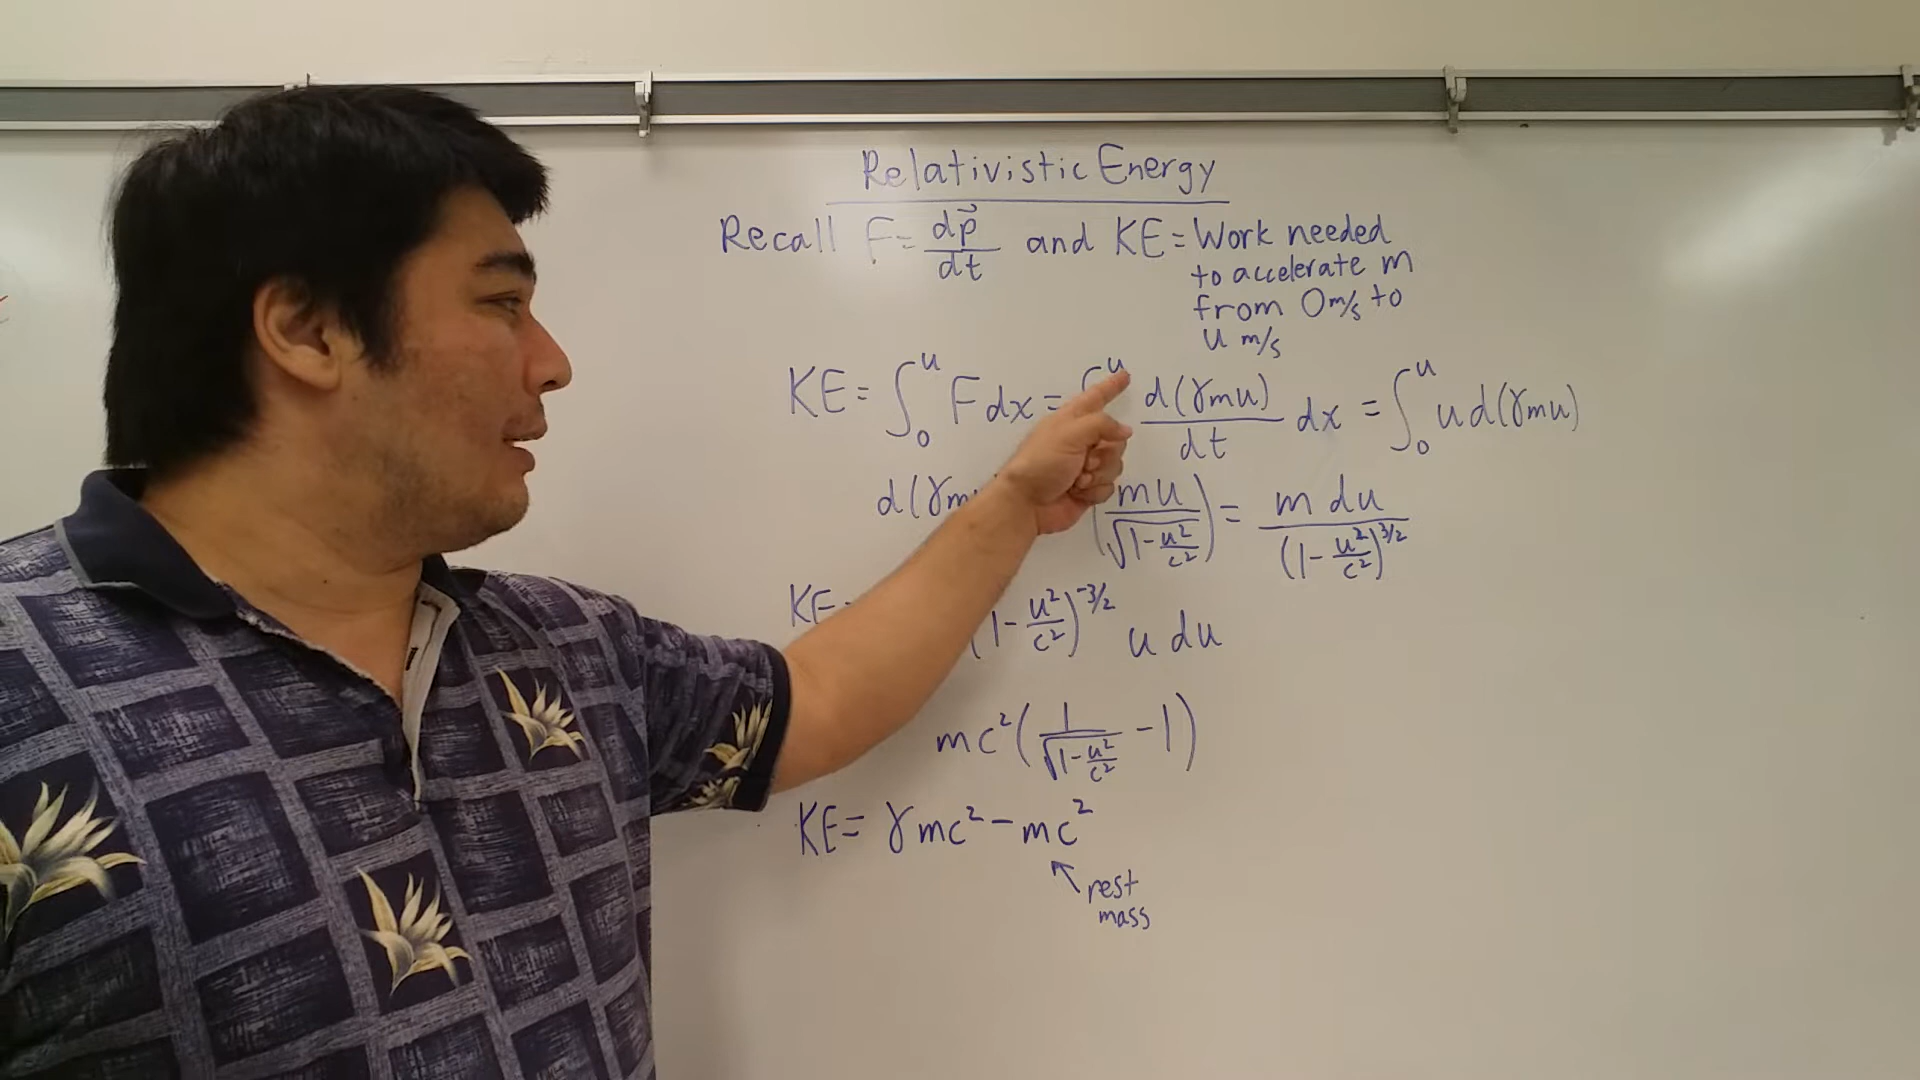 Relativistic Energy
Recall F = dp⃗/dt and KE = Work needed
to accelerate m
from 0 m/s to
u m/s
KE = ∫₀ᵘ F dx = ∫ᵘ d(γmu)/dt dx = ∫₀ᵘ u d(γmu)
d(γm (mu/√(1-u²/c²)) = m du/(1-u²/c²)^3/2
KE (1-u²/c²)^-3/2 u du
mc²(1/√(1-u²/c²) - 1)
KE = γmc² - mc²
rest
mass